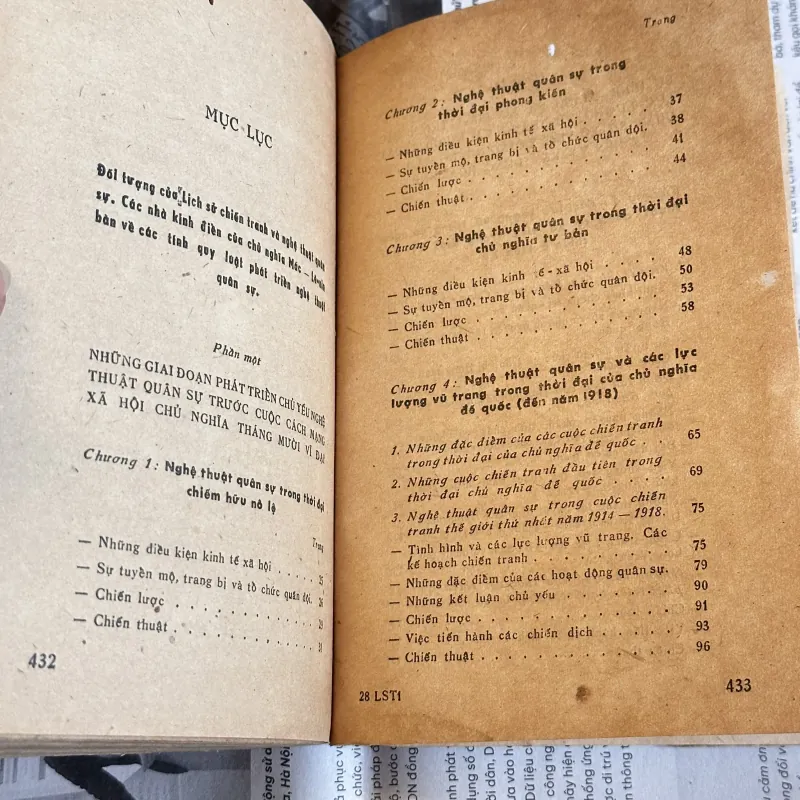 MỤC LỤC
Đối tượng của Lịch sử chiến tranh và nghệ thuật quân
sự. Các nhà kinh điển của chủ nghĩa Mác — Lê-nin
bàn về các tính quy luật phát triển nghệ thuật
quân sự.
Phần một
NHỮNG GIAI ĐOẠN PHÁT TRIỂN CHỦ YẾU NGHỆ
THUẬT QUÂN SỰ TRƯỚC CUỘC CÁCH MẠNG
XÃ HỘI CHỦ NGHĨA THÁNG MƯỜI VĨ ĐẠI
Chương 1: Nghệ thuật quân sự trong thời đại
chiếm hữu nô lệ
Trang
— Những điều kiện kinh tế xã hội . . . . . 25
— Sự tuyển mộ, trang bị và tổ chức quân đội. 26
— Chiến lược . . . . . . . . . . . 29
— Chiến thuật . . . . . . . . . . . 31
432
Trang
Chương 2: Nghệ thuật quân sự trong
thời đại phong kiến
— Những điều kiện kinh tế xã hội . . . . . 37
— Sự tuyển mộ, trang bị và tổ chức quân đội. 38
— Chiến lược . . . . . . . . . . . 41
— Chiến thuật . . . . . . . . . . . 44
Chương 3: Nghệ thuật quân sự trong thời đại
chủ nghĩa tư bản
— Những điều kiện kinh tế - xã hội . . . . . 48
— Sự tuyển mộ, trang bị và tổ chức quân đội. 50
— Chiến lược . . . . . . . . . . . 53
— Chiến thuật . . . . . . . . . . . 58
Chương 4: Nghệ thuật quân sự và các lực
lượng vũ trang trong thời đại của chủ nghĩa
đế quốc (đến năm 1918)
1. Những đặc điểm của các cuộc chiến tranh
trong thời đại của chủ nghĩa đế quốc . . 65
2. Những cuộc chiến tranh đầu tiên trong
thời đại chủ nghĩa đế quốc . . . . 69
3. Nghệ thuật quân sự trong cuộc chiến
tranh thế giới thứ nhất năm 1914 — 1918. 75
— Tình hình và các lực lượng vũ trang. Các
kế hoạch chiến tranh . . . . . . . . 75
— Những đặc điểm của các hoạt động quân sự. 79
— Những kết luận chủ yếu . . . . . . . 90
— Chiến lược . . . . . . . . . . . 91
— Việc tiến hành các chiến dịch . . . . . 93
— Chiến thuật . . . . . . . . . . . 96
28 LST1
433